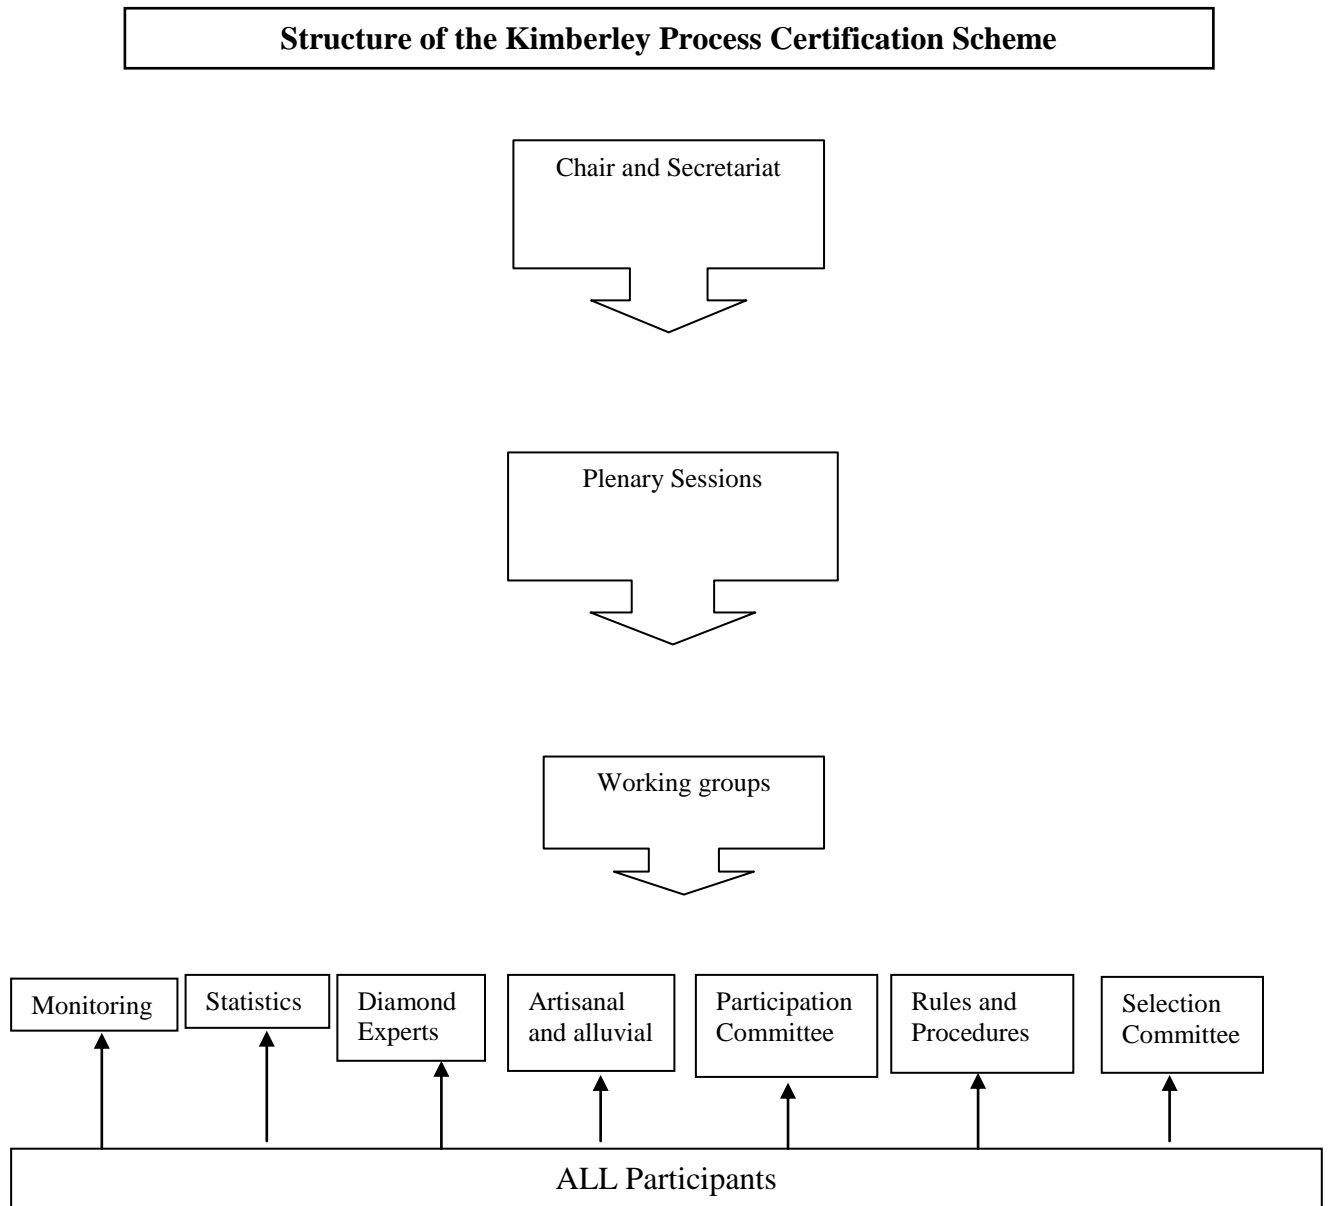 Structure of the Kimberley Process Certification Scheme
Chair and Secretariat
Plenary Sessions
Working groups
Monitoring
Statistics
Diamond
Experts
Artisanal
and alluvial
Participation
Committee
Rules and
Procedures
Selection
Committee
ALL Participants